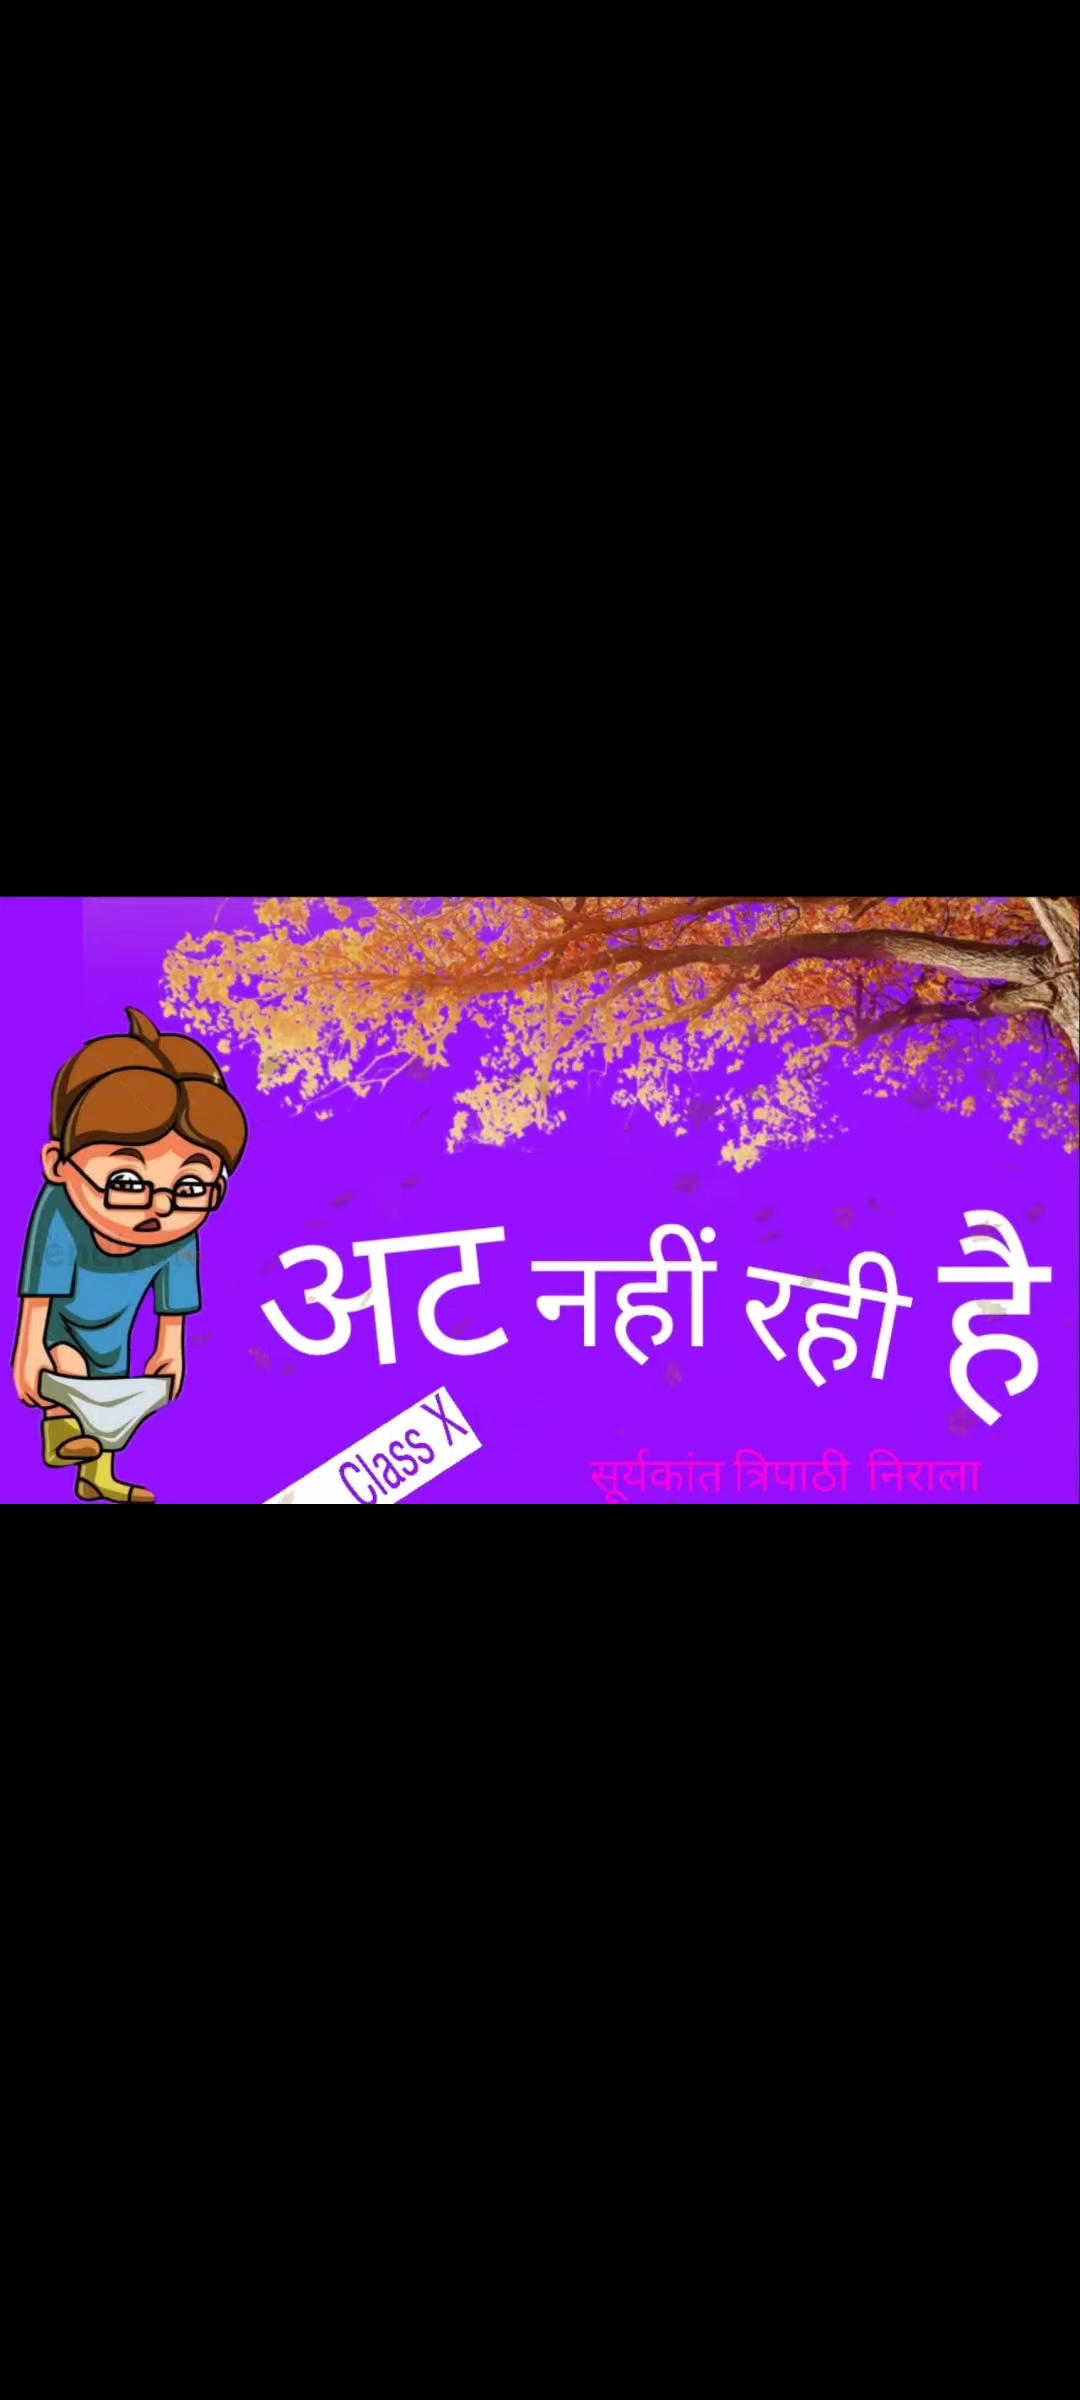 अट नहीं रही है
Class X
सूर्यकांत त्रिपाठी निराला